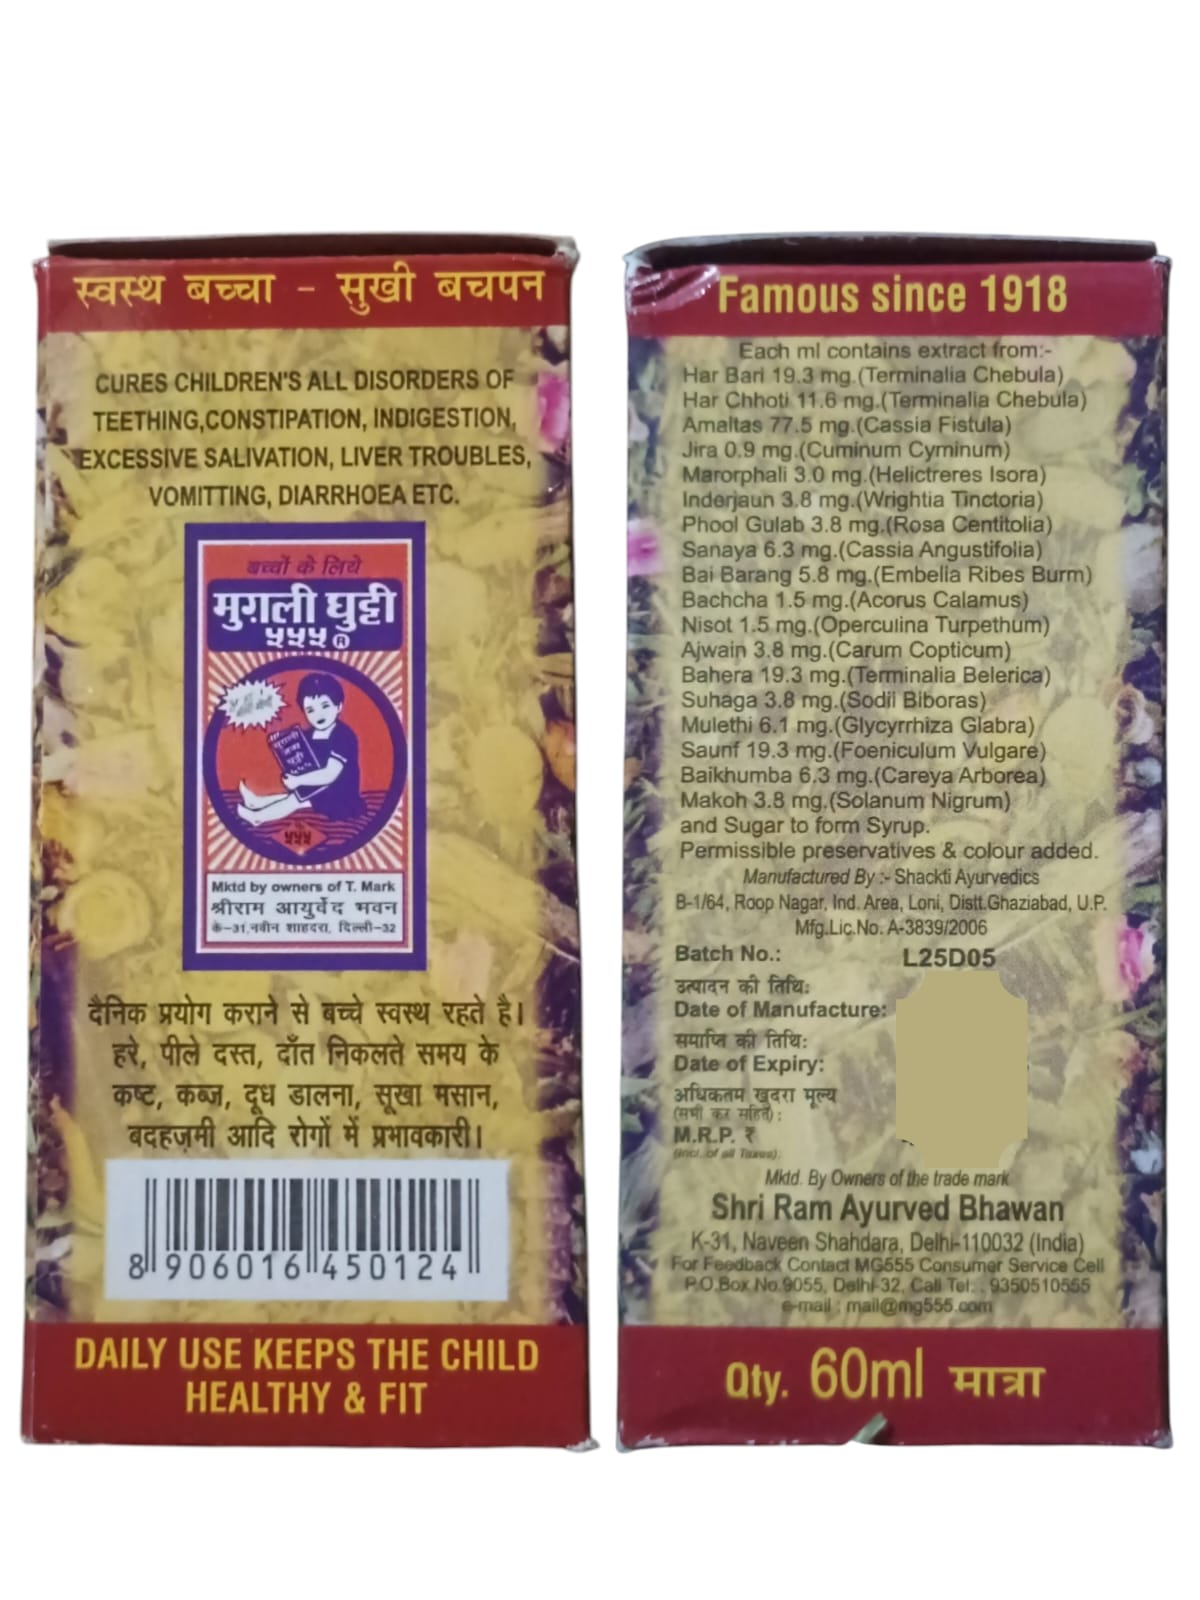 स्वस्थ बच्चा - सुखी बचपन
CURES CHILDREN'S ALL DISORDERS OF
TEETHING,CONSTIPATION, INDIGESTION,
EXCESSIVE SALIVATION, LIVER TROUBLES,
VOMITTING, DIARRHOEA ETC.
बच्चों के लिये
मुग़ली घुट्टी
५५५ ®
५५५
Mktd by owners of T. Mark
श्रीराम आयुर्वेद भवन
के-31,नवीन शाहदरा, दिल्ली-32
दैनिक प्रयोग कराने से बच्चे स्वस्थ रहते है।
हरे, पीले दस्त, दाँत निकलते समय के
कष्ट, कब्ज, दूध डालना, सूखा मसान,
बदहज़मी आदि रोगों में प्रभावकारी।
8 906016 450124
DAILY USE KEEPS THE CHILD
HEALTHY & FIT
Famous since 1918
Each ml contains extract from:-
Har Bari 19.3 mg.(Terminalia Chebula)
Har Chhoti 11.6 mg.(Terminalia Chebula)
Amaltas 77.5 mg.(Cassia Fistula)
Jira 0.9 mg.(Cuminum Cyminum)
Marorphali 3.0 mg.(Helictreres Isora)
Inderjaun 3.8 mg.(Wrightia Tinctoria)
Phool Gulab 3.8 mg.(Rosa Centitolia)
Sanaya 6.3 mg.(Cassia Angustifolia)
Bai Barang 5.8 mg.(Embelia Ribes Burm)
Bachcha 1.5 mg.(Acorus Calamus)
Nisot 1.5 mg.(Operculina Turpethum)
Ajwain 3.8 mg.(Carum Copticum)
Bahera 19.3 mg.(Terminalia Belerica)
Suhaga 3.8 mg.(Sodii Biboras)
Mulethi 6.1 mg.(Glycyrrhiza Glabra)
Saunf 19.3 mg.(Foeniculum Vulgare)
Baikhumba 6.3 mg.(Careya Arborea)
Makoh 3.8 mg.(Solanum Nigrum)
and Sugar to form Syrup.
Permissible preservatives & colour added.
Manufactured By :- Shackti Ayurvedics
B-1/64, Roop Nagar, Ind. Area, Loni, Distt.Ghaziabad, U.P.
Mfg.Lic.No. A-3839/2006
Batch No.: L25D05
उत्पादन की तिथि:
Date of Manufacture:
समाप्ति की तिथि:
Date of Expiry:
अधिकतम खुदरा मूल्य
(सभी कर सहित) :
M.R.P. ₹
(Incl. of all Taxes):
Mktd. By Owners of the trade mark
Shri Ram Ayurved Bhawan
K-31, Naveen Shahdara, Delhi-110032 (India)
For Feedback Contact MG555 Consumer Service Cell
P.O.Box No.9055, Delhi-32, Call Tel: . 9350510555
e-mail : mail@mg555.com
Qty. 60ml मात्रा